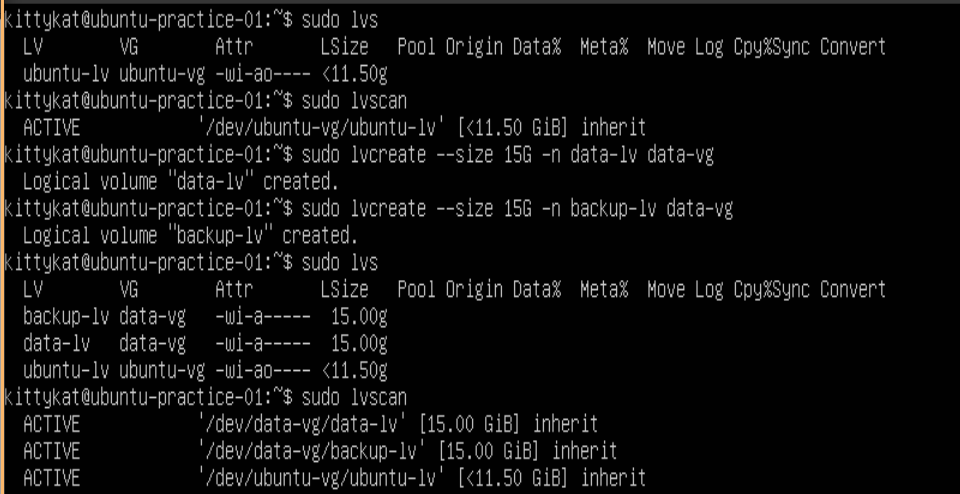 kittykat@ubuntu-practice-01:~$ sudo lvs
LV VG Attr LSize Pool Origin Data% Meta% Move Log Cpy%Sync Convert
ubuntu-lv ubuntu-vg -wi-ao---- <11.50g
kittykat@ubuntu-practice-01:~$ sudo lvscan
ACTIVE '/dev/ubuntu-vg/ubuntu-lv' [<11.50 GiB] inherit
kittykat@ubuntu-practice-01:~$ sudo lvcreate --size 15G -n data-lv data-vg
Logical volume "data-lv" created.
kittykat@ubuntu-practice-01:~$ sudo lvcreate --size 15G -n backup-lv data-vg
Logical volume "backup-lv" created.
kittykat@ubuntu-practice-01:~$ sudo lvs
LV VG Attr LSize Pool Origin Data% Meta% Move Log Cpy%Sync Convert
backup-lv data-vg -wi-a----- 15.00g
data-lv data-vg -wi-a----- 15.00g
ubuntu-lv ubuntu-vg -wi-ao---- <11.50g
kittykat@ubuntu-practice-01:~$ sudo lvscan
ACTIVE '/dev/data-vg/data-lv' [15.00 GiB] inherit
ACTIVE '/dev/data-vg/backup-lv' [15.00 GiB] inherit
ACTIVE '/dev/ubuntu-vg/ubuntu-lv' [<11.50 GiB] inherit